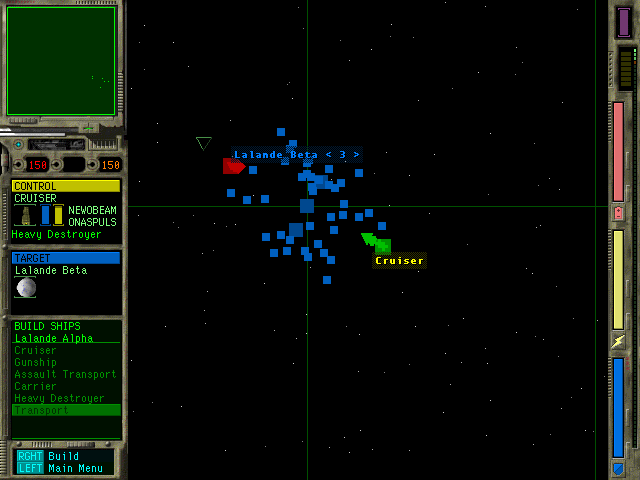 Lalande Beta < 3 >
150
150
CONTROL
CRUISER
NEWOBEAM
ONASPULS
Heavy Destroyer
Cruiser
TARGET
Lalande Beta
BUILD SHIPS
Lalande Alpha
Cruiser
Gunship
Assault Transport
Carrier
Heavy Destroyer
Transport
RGHT Build
LEFT Main Menu